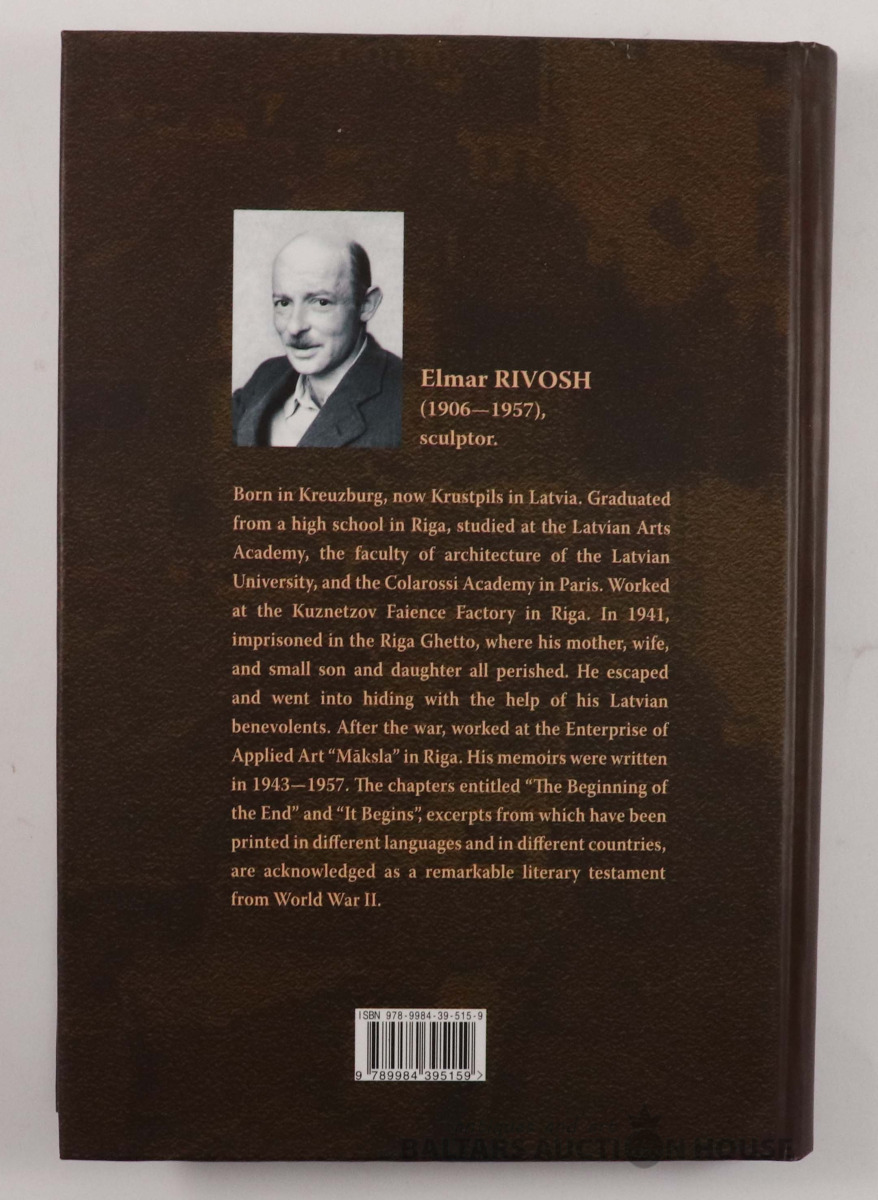 Elmar RIVOSH
(1906—1957),
sculptor.
Born in Kreuzburg, now Krustpils in Latvia. Graduated
from a high school in Riga, studied at the Latvian Arts
Academy, the faculty of architecture of the Latvian
University, and the Colarossi Academy in Paris. Worked
at the Kuznetzov Faience Factory in Riga. In 1941,
imprisoned in the Riga Ghetto, where his mother, wife,
and small son and daughter all perished. He escaped
and went into hiding with the help of his Latvian
benevolents. After the war, worked at the Enterprise of
Applied Art “Māksla” in Riga. His memoirs were written
in 1943—1957. The chapters entitled “The Beginning of
the End” and “It Begins”, excerpts from which have been
printed in different languages and in different countries,
are acknowledged as a remarkable literary testament
from World War II.
ISBN 978-9984-39-515-9
9 789984 395159 >
BALTARS AUCTION HOUSE